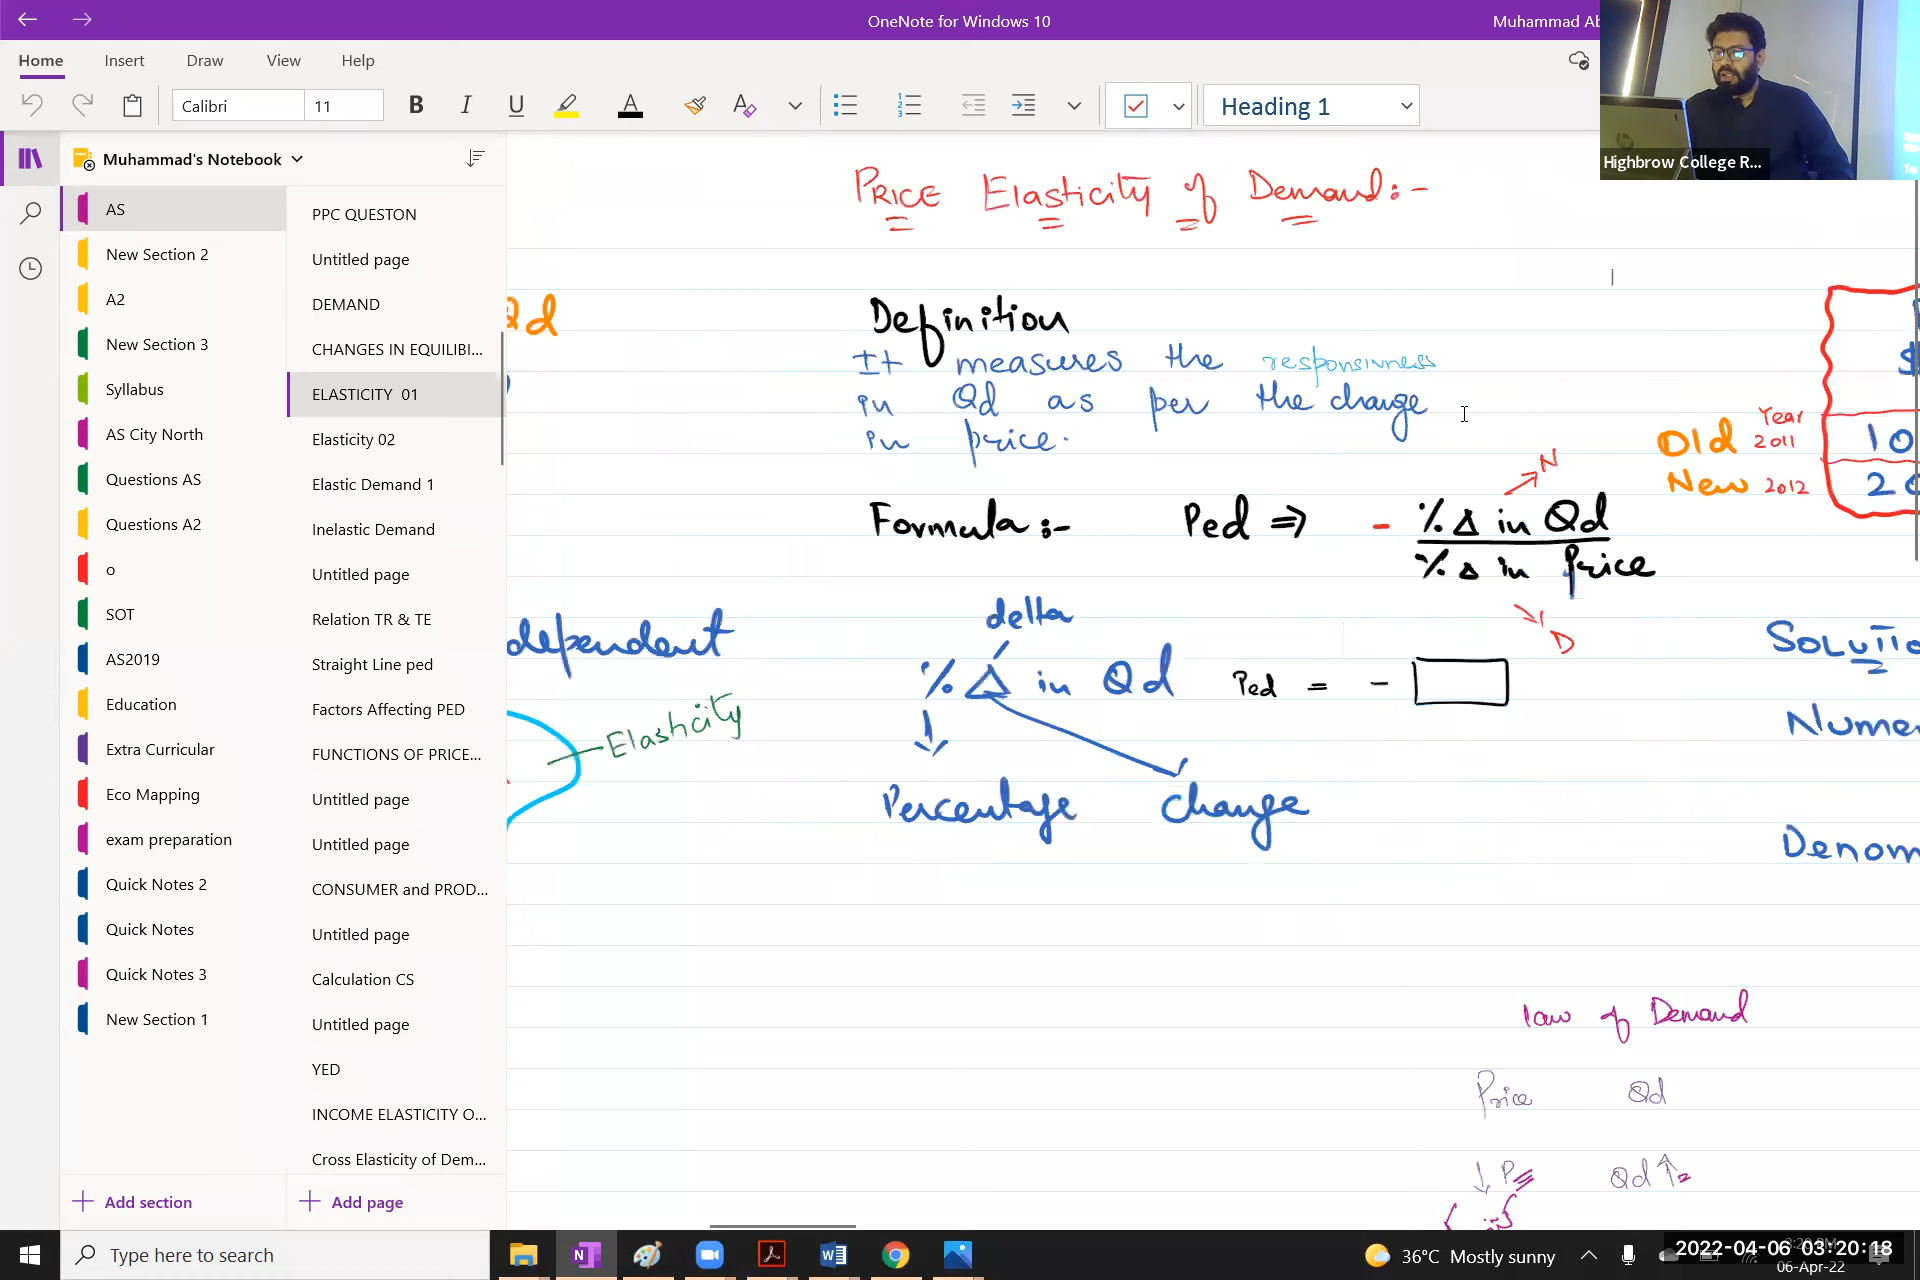 OneNote for Windows 10
Muhammad Ab
Home Insert Draw View Help
Calibri 11 B I U A Heading 1
Highbrow College R...
Muhammad's Notebook
AS
New Section 2
A2
New Section 3
Syllabus
AS City North
Questions AS
Questions A2
o
SOT
AS2019
Education
Extra Curricular
Eco Mapping
exam preparation
Quick Notes 2
Quick Notes
Quick Notes 3
New Section 1
Add section
PPC QUESTON
Untitled page
DEMAND
CHANGES IN EQUILIBI...
ELASTICITY 01
Elasticity 02
Elastic Demand 1
Inelastic Demand
Untitled page
Relation TR & TE
Straight Line ped
Factors Affecting PED
FUNCTIONS OF PRICE...
Untitled page
Untitled page
CONSUMER and PROD...
Untitled page
Calculation CS
Untitled page
YED
INCOME ELASTICITY O...
Cross Elasticity of Dem...
Add page
PRICE Elasticity of Demand:-
Qd
Definition
It measures the responsivness
in Qd as per the change
in price.
Formula:- Ped ⇒ - %Δ in Qd
%Δ in Price
N
D
delta
%Δ in Qd
Ped = -
Percentage change
dependent
Elasticity
$
Old Year 2011 10
New 2012 20
SOLUTIO
Nume
Denom
law of Demand
Price Qd
↓P Qd↑
Type here to search
36°C Mostly sunny
2022-04-06 03:20:18
06-Apr-22